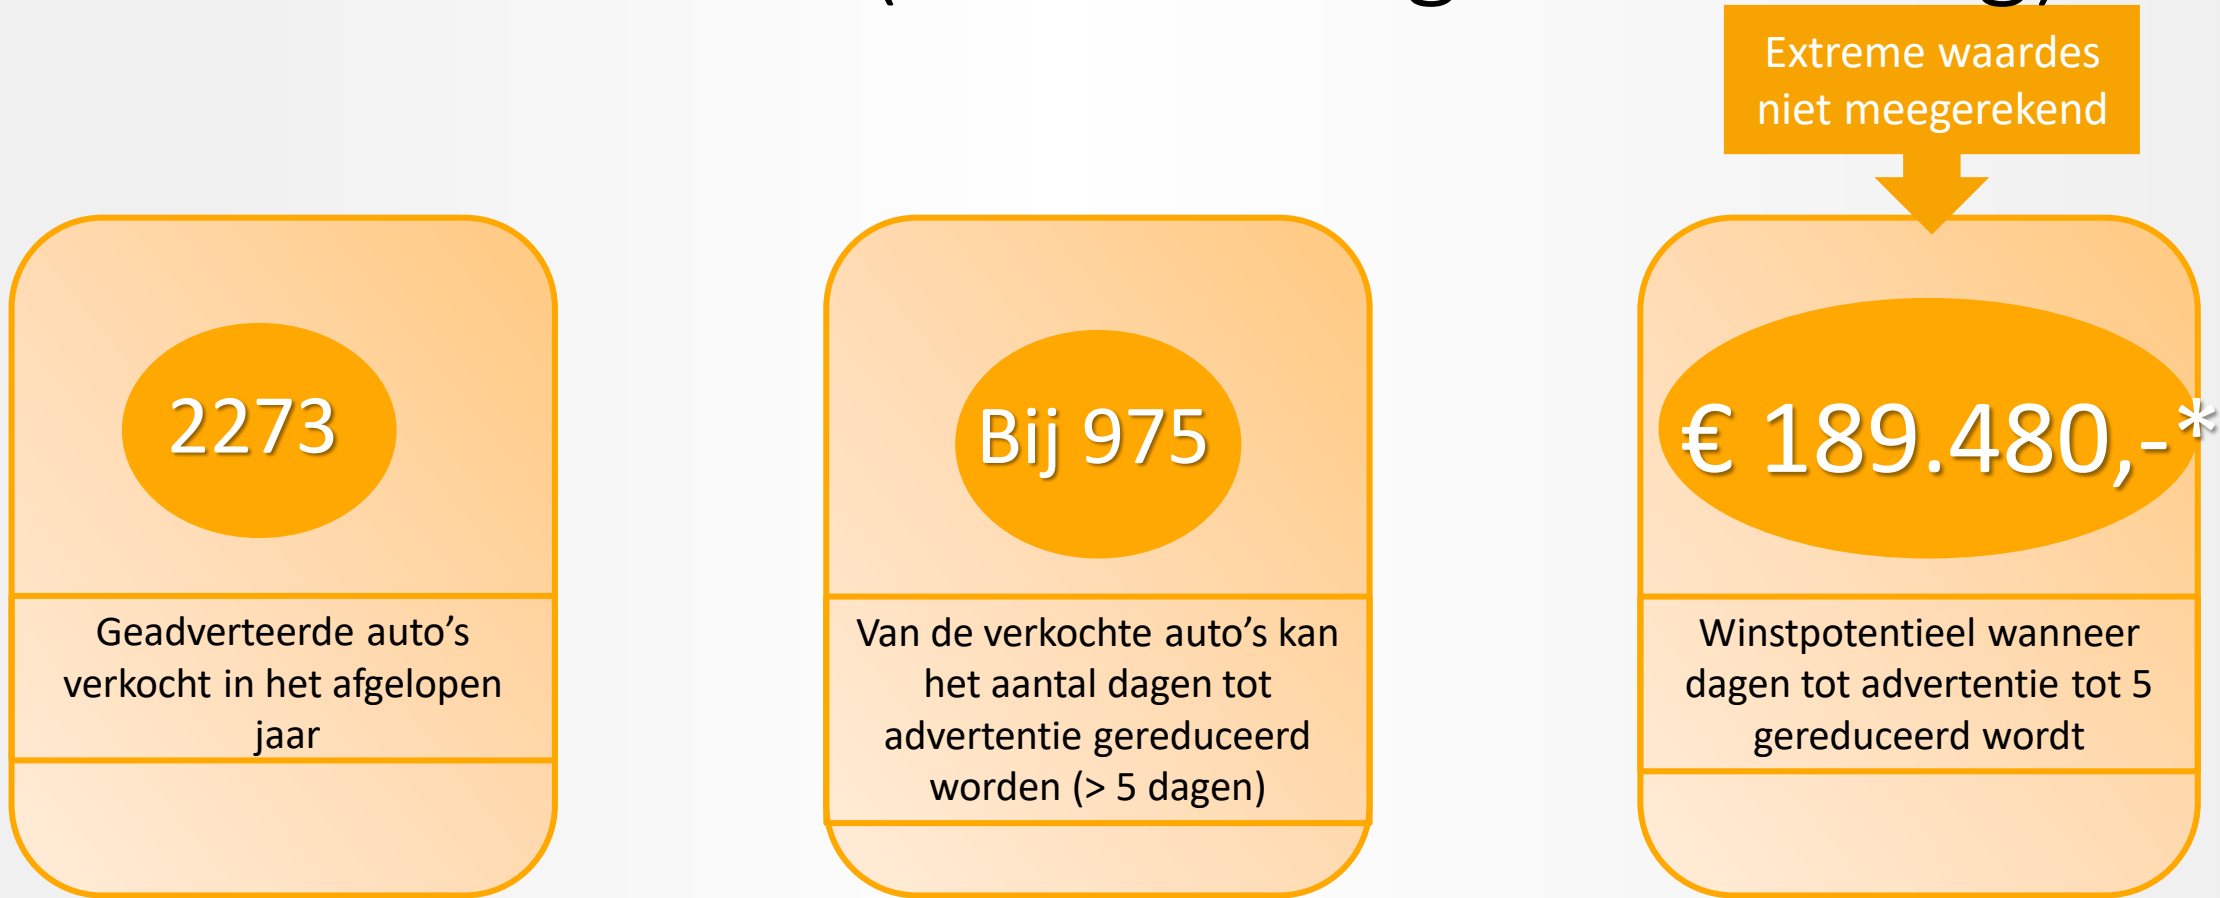 Extreme waardes
niet meegerekend
2273
Geadverteerde auto's
verkocht in het afgelopen
jaar
Bij 975
Van de verkochte auto's kan
het aantal dagen tot
advertentie gereduceerd
worden (> 5 dagen)
€ 189.480,-*
Winstpotentieel wanneer
dagen tot advertentie tot 5
gereduceerd wordt